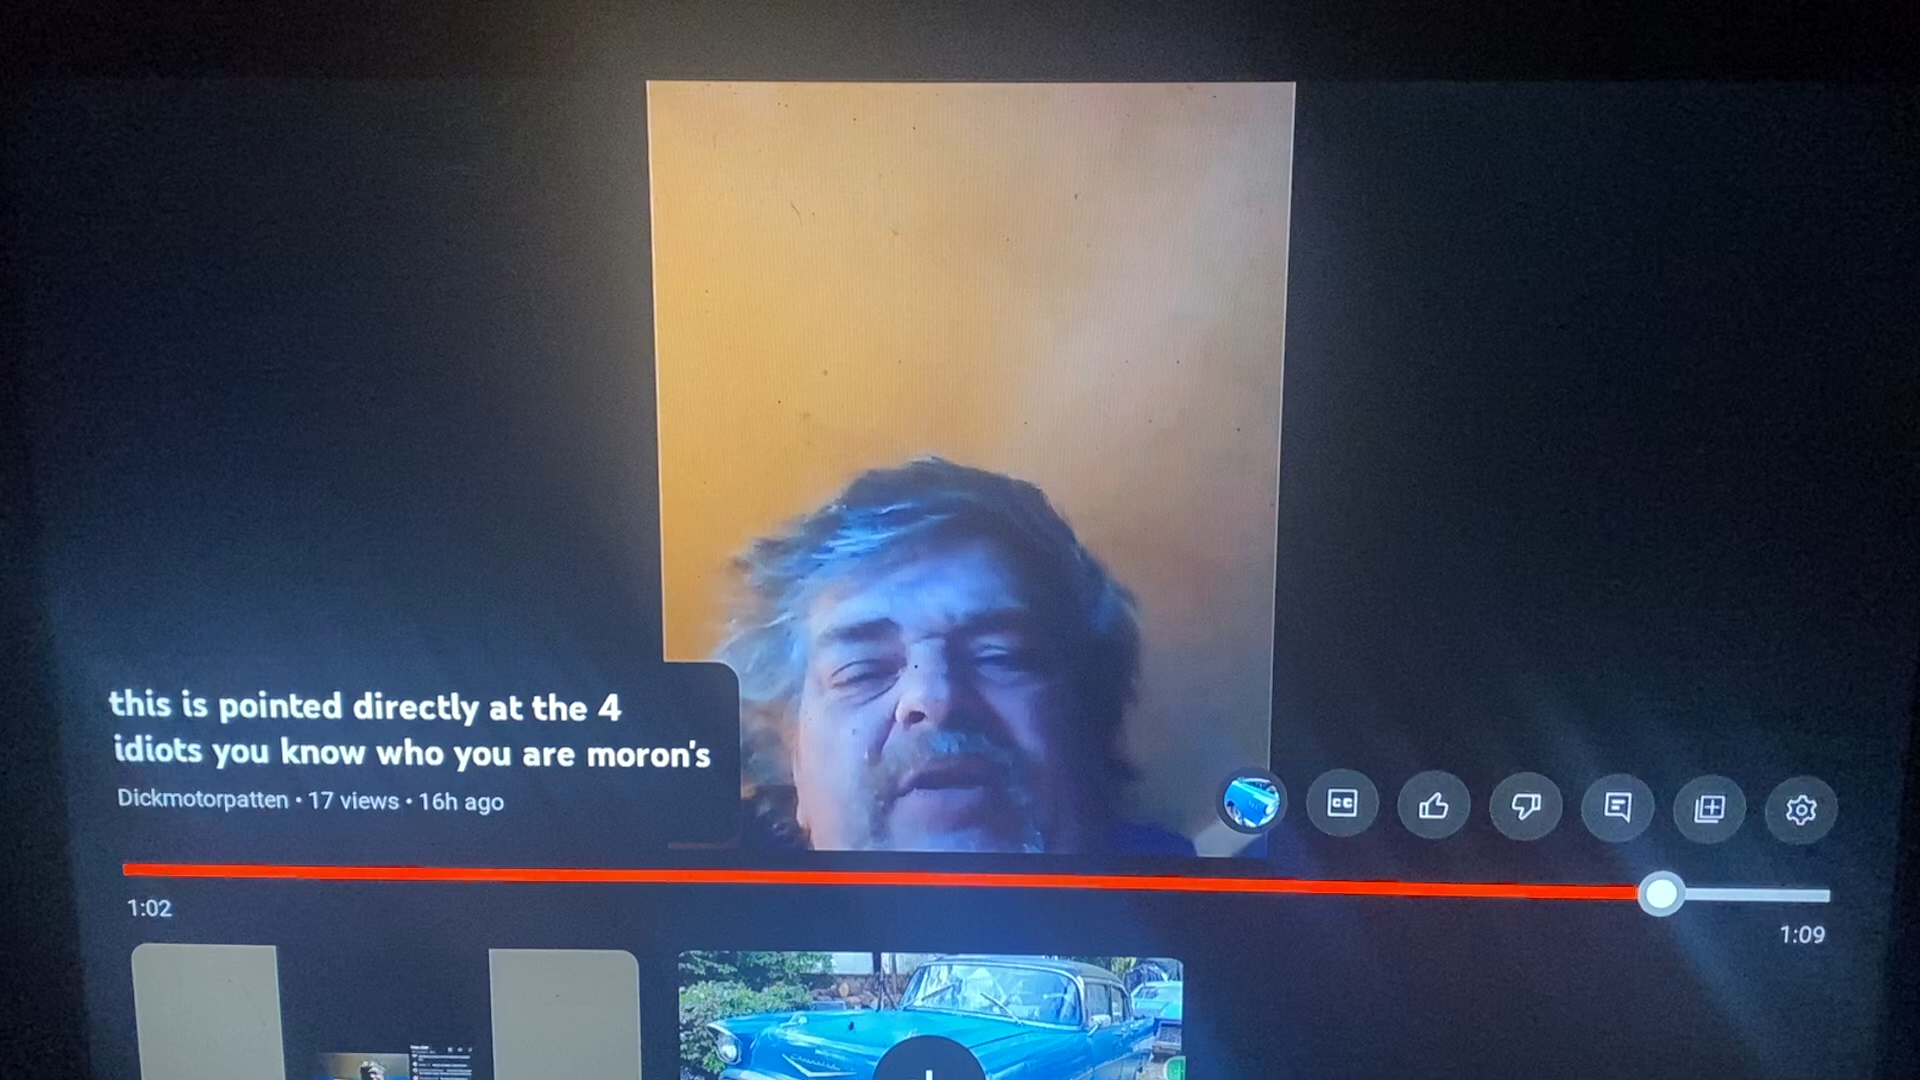 this is pointed directly at the 4
idiots you know who you are moron's
Dickmotorpatten • 17 views • 16h ago
CC
1:02
1:09